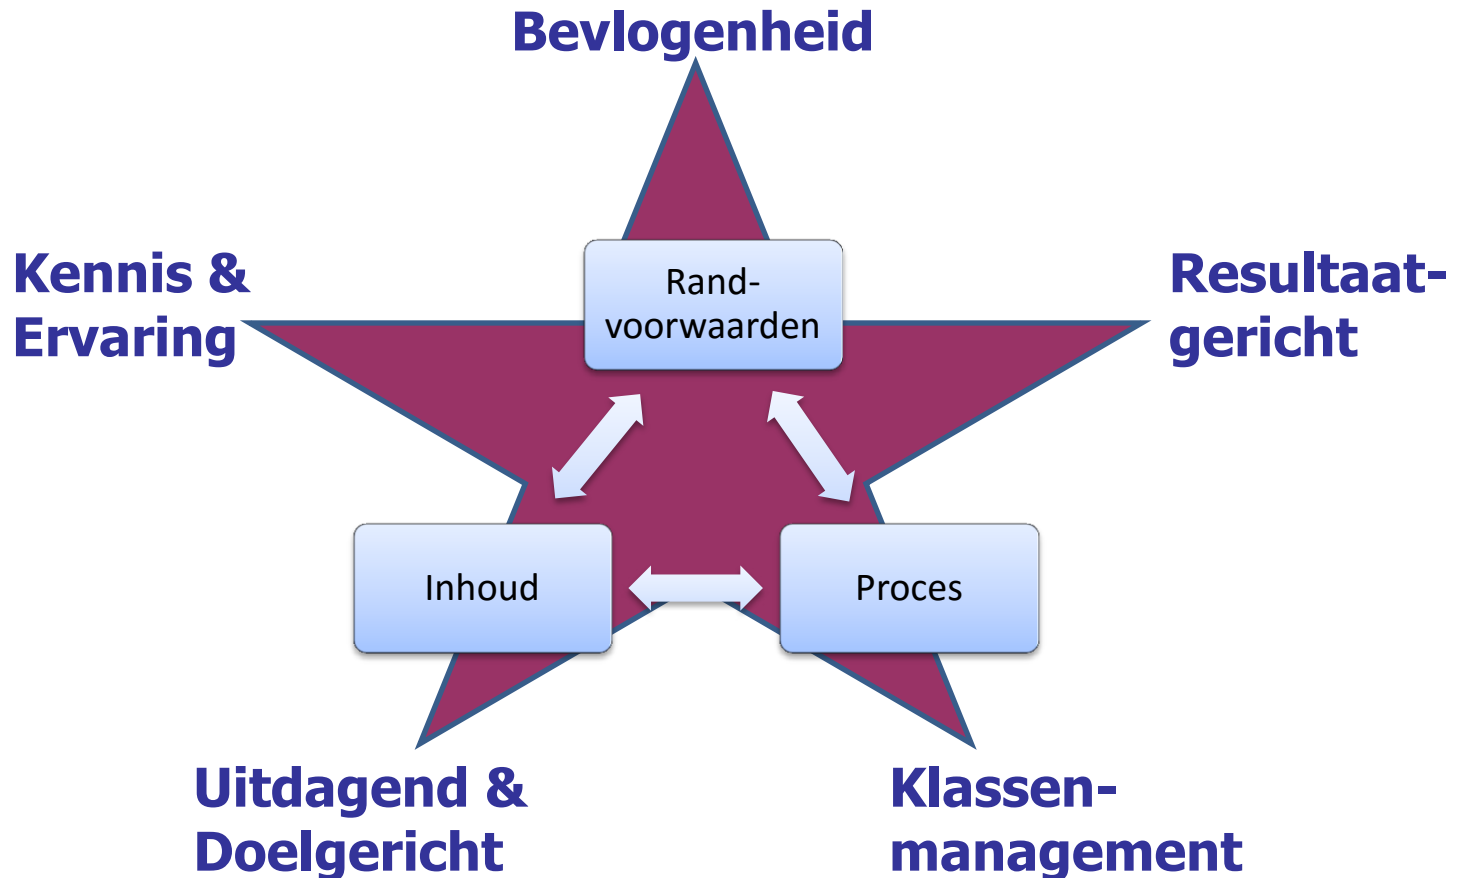 Bevlogenheid
Kennis &
Ervaring
Resultaat-
gericht
Rand-
voorwaarden
Inhoud
Proces
Uitdagend &
Doelgericht
Klassen-
management